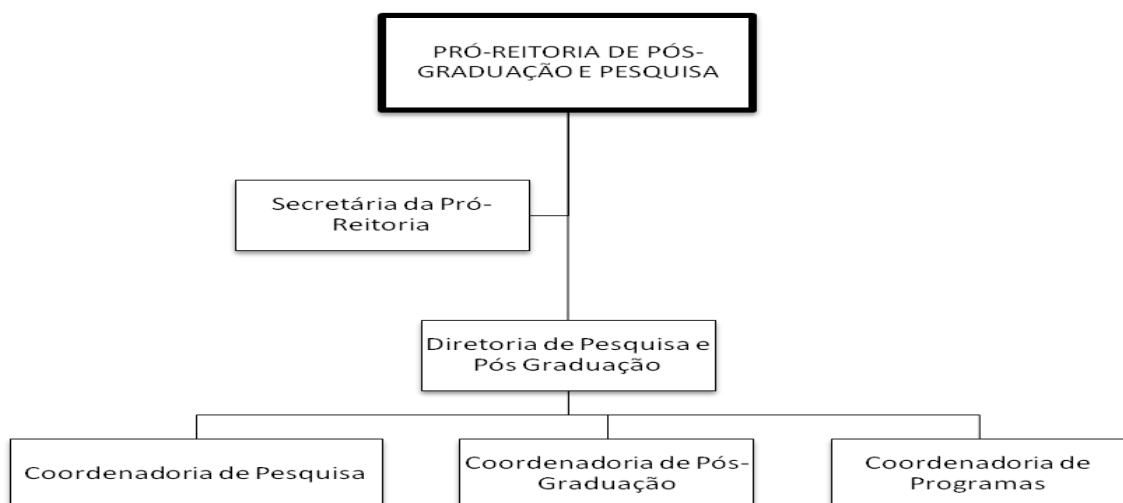 PRÓ-REITORIA DE PÓS-
GRADUAÇÃO E PESQUISA
Secretária da Pró-
Reitoria
Diretoria de Pesquisa e
Pós Graduação
Coordenadoria de Pesquisa
Coordenadoria de Pós-
Graduação
Coordenadoria de
Programas